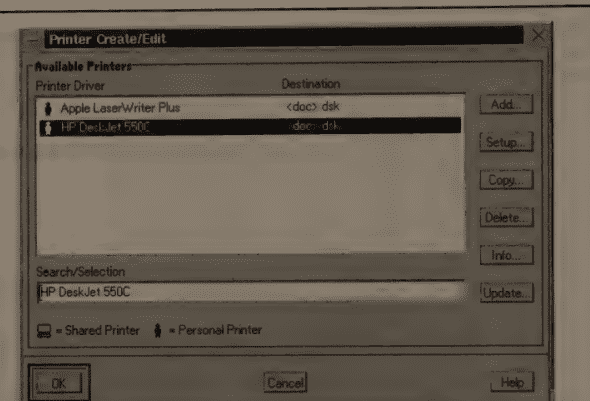 Printer Create/Edit
Available Printers
Printer Driver Destination
Apple LaserWriter Plus <doc> dsk
HP DeskJet 550C <doc> dsk
Add...
Setup...
Copy...
Delete...
Info...
Search/Selection
HP DeskJet 550C
Update...
= Shared Printer = Personal Printer
OK Cancel Help